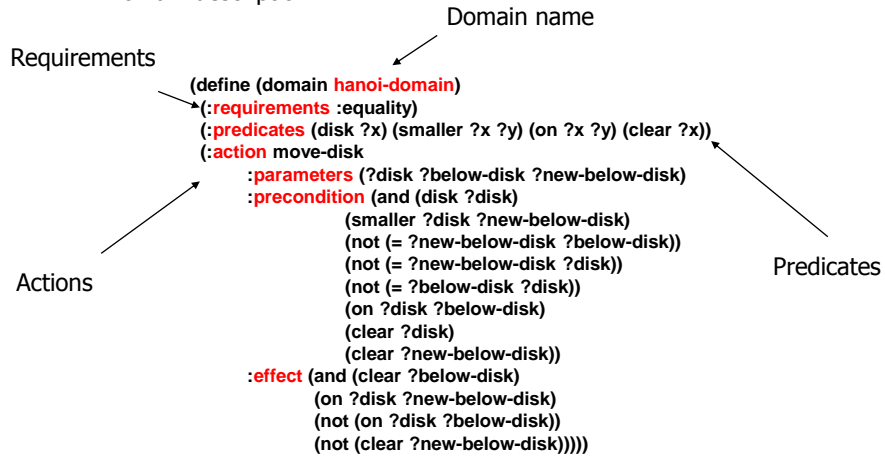 Domain name
Requirements
(define (domain hanoi-domain)
(:requirements :equality)
(:predicates (disk ?x) (smaller ?x ?y) (on ?x ?y) (clear ?x))
(:action move-disk
:parameters (?disk ?below-disk ?new-below-disk)
:precondition (and (disk ?disk)
(smaller ?disk ?new-below-disk)
(not (= ?new-below-disk ?below-disk))
(not (= ?new-below-disk ?disk))
(not (= ?below-disk ?disk))
(on ?disk ?below-disk)
(clear ?disk)
(clear ?new-below-disk))
:effect (and (clear ?below-disk)
(on ?disk ?new-below-disk)
(not (on ?disk ?below-disk))
(not (clear ?new-below-disk)))))
Actions
Predicates